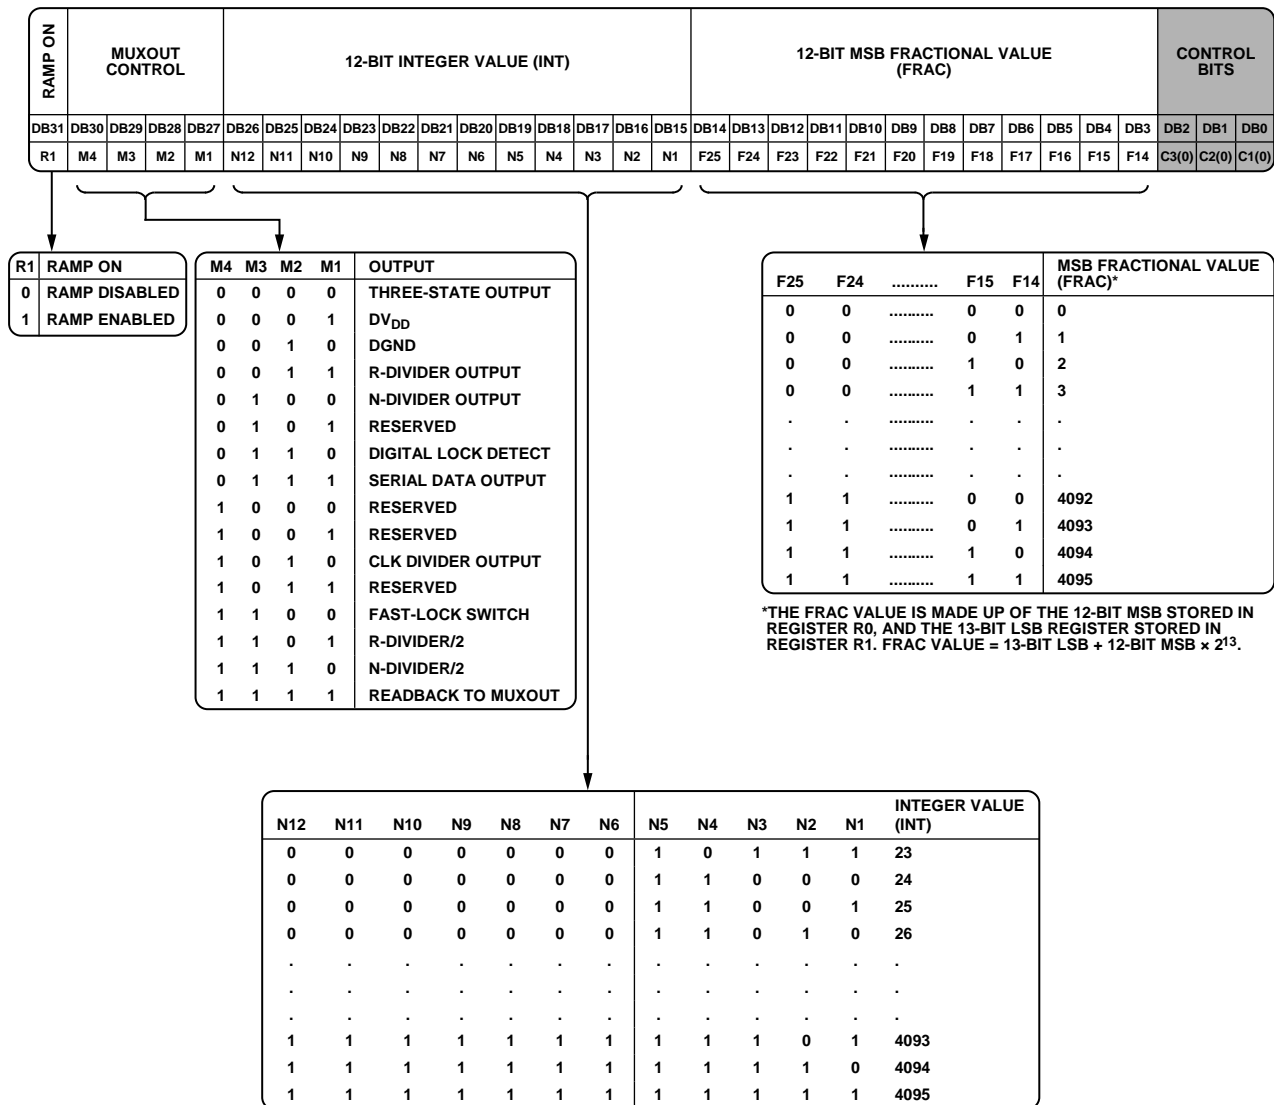 RAMP ON
MUXOUT
CONTROL
12-BIT INTEGER VALUE (INT)
12-BIT MSB FRACTIONAL VALUE
(FRAC)
CONTROL
BITS
DB31 DB30 DB29 DB28 DB27 DB26 DB25 DB24 DB23 DB22 DB21 DB20 DB19 DB18 DB17 DB16 DB15 DB14 DB13 DB12 DB11 DB10 DB9 DB8 DB7 DB6 DB5 DB4 DB3 DB2 DB1 DB0
R1 M4 M3 M2 M1 N12 N11 N10 N9 N8 N7 N6 N5 N4 N3 N2 N1 F25 F24 F23 F22 F21 F20 F19 F18 F17 F16 F15 F14 C3(0) C2(0) C1(0)
R1 RAMP ON
0 RAMP DISABLED
1 RAMP ENABLED
M4 M3 M2 M1 OUTPUT
0 0 0 0 THREE-STATE OUTPUT
0 0 0 1 DVDD
0 0 1 0 DGND
0 0 1 1 R-DIVIDER OUTPUT
0 1 0 0 N-DIVIDER OUTPUT
0 1 0 1 RESERVED
0 1 1 0 DIGITAL LOCK DETECT
0 1 1 1 SERIAL DATA OUTPUT
1 0 0 0 RESERVED
1 0 0 1 RESERVED
1 0 1 0 CLK DIVIDER OUTPUT
1 0 1 1 RESERVED
1 1 0 0 FAST-LOCK SWITCH
1 1 0 1 R-DIVIDER/2
1 1 1 0 N-DIVIDER/2
1 1 1 1 READBACK TO MUXOUT
F25 F24 .......... F15 F14 MSB FRACTIONAL VALUE
(FRAC)*
0 0 .......... 0 0 0
0 0 .......... 0 1 1
0 0 .......... 1 0 2
0 0 .......... 1 1 3
. . .......... . . .
. . .......... . . .
. . .......... . . .
1 1 .......... 0 0 4092
1 1 .......... 0 1 4093
1 1 .......... 1 0 4094
1 1 .......... 1 1 4095
*THE FRAC VALUE IS MADE UP OF THE 12-BIT MSB STORED IN
REGISTER R0, AND THE 13-BIT LSB REGISTER STORED IN
REGISTER R1. FRAC VALUE = 13-BIT LSB + 12-BIT MSB × 2¹³.
N12 N11 N10 N9 N8 N7 N6 N5 N4 N3 N2 N1 INTEGER VALUE
(INT)
0 0 0 0 0 0 0 1 0 1 1 1 23
0 0 0 0 0 0 0 1 1 0 0 0 24
0 0 0 0 0 0 0 1 1 0 0 1 25
0 0 0 0 0 0 0 1 1 0 1 0 26
. . . . . . . . . . . . .
. . . . . . . . . . . . .
. . . . . . . . . . . . .
1 1 1 1 1 1 1 1 1 1 0 1 4093
1 1 1 1 1 1 1 1 1 1 1 0 4094
1 1 1 1 1 1 1 1 1 1 1 1 4095